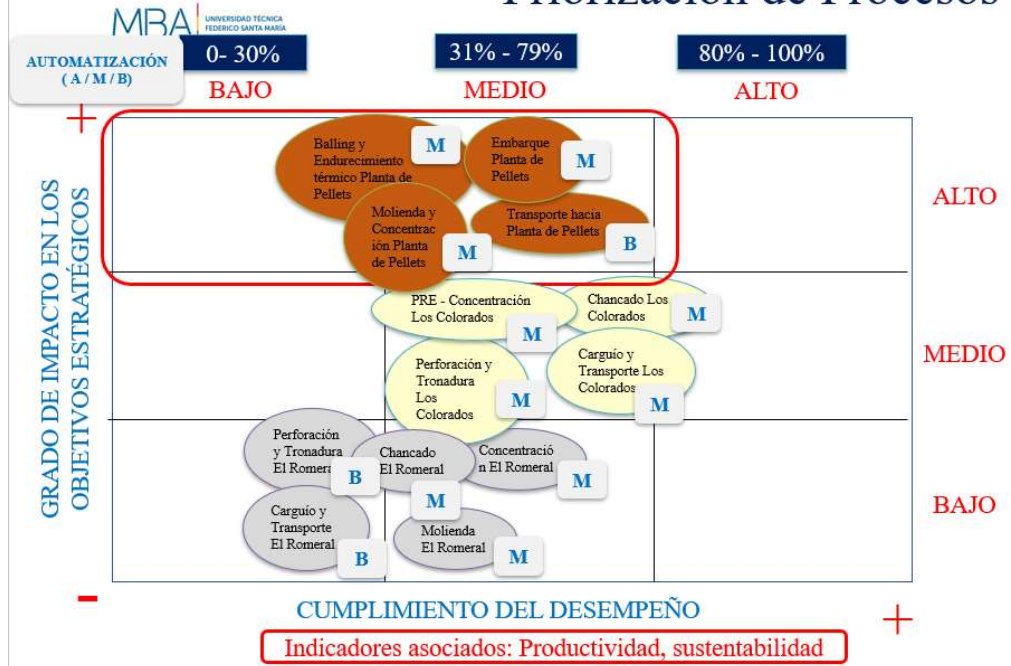 Priorización de Procesos
MBA
UNIVERSIDAD TÉCNICA
FEDERICO SANTA MARÍA
AUTOMATIZACIÓN
( A / M / B)
0- 30%
31% - 79%
80% - 100%
BAJO
MEDIO
ALTO
+
GRADO DE IMPACTO EN LOS
OBJETIVOS ESTRATÉGICOS
Balling y
Endurecimiento
térmico Planta de
Pellets
M
Embarque
Planta de
Pellets
M
Molienda y
Concentrac
ión Planta
de Pellets
M
Transporte hacia
Planta de Pellets
B
ALTO
PRE - Concentración
Los Colorados
M
Chancado Los
Colorados
M
Perforación y
Tronadura
Los
Colorados
M
Carguío y
Transporte Los
Colorados
M
MEDIO
Perforación
y Tronadura
El Romeral
B
Chancado
El Romeral
M
Concentració
n El Romeral
M
Carguío y
Transporte
El Romeral
B
Molienda
El Romeral
M
BAJO
-
CUMPLIMIENTO DEL DESEMPEÑO
+
Indicadores asociados: Productividad, sustentabilidad